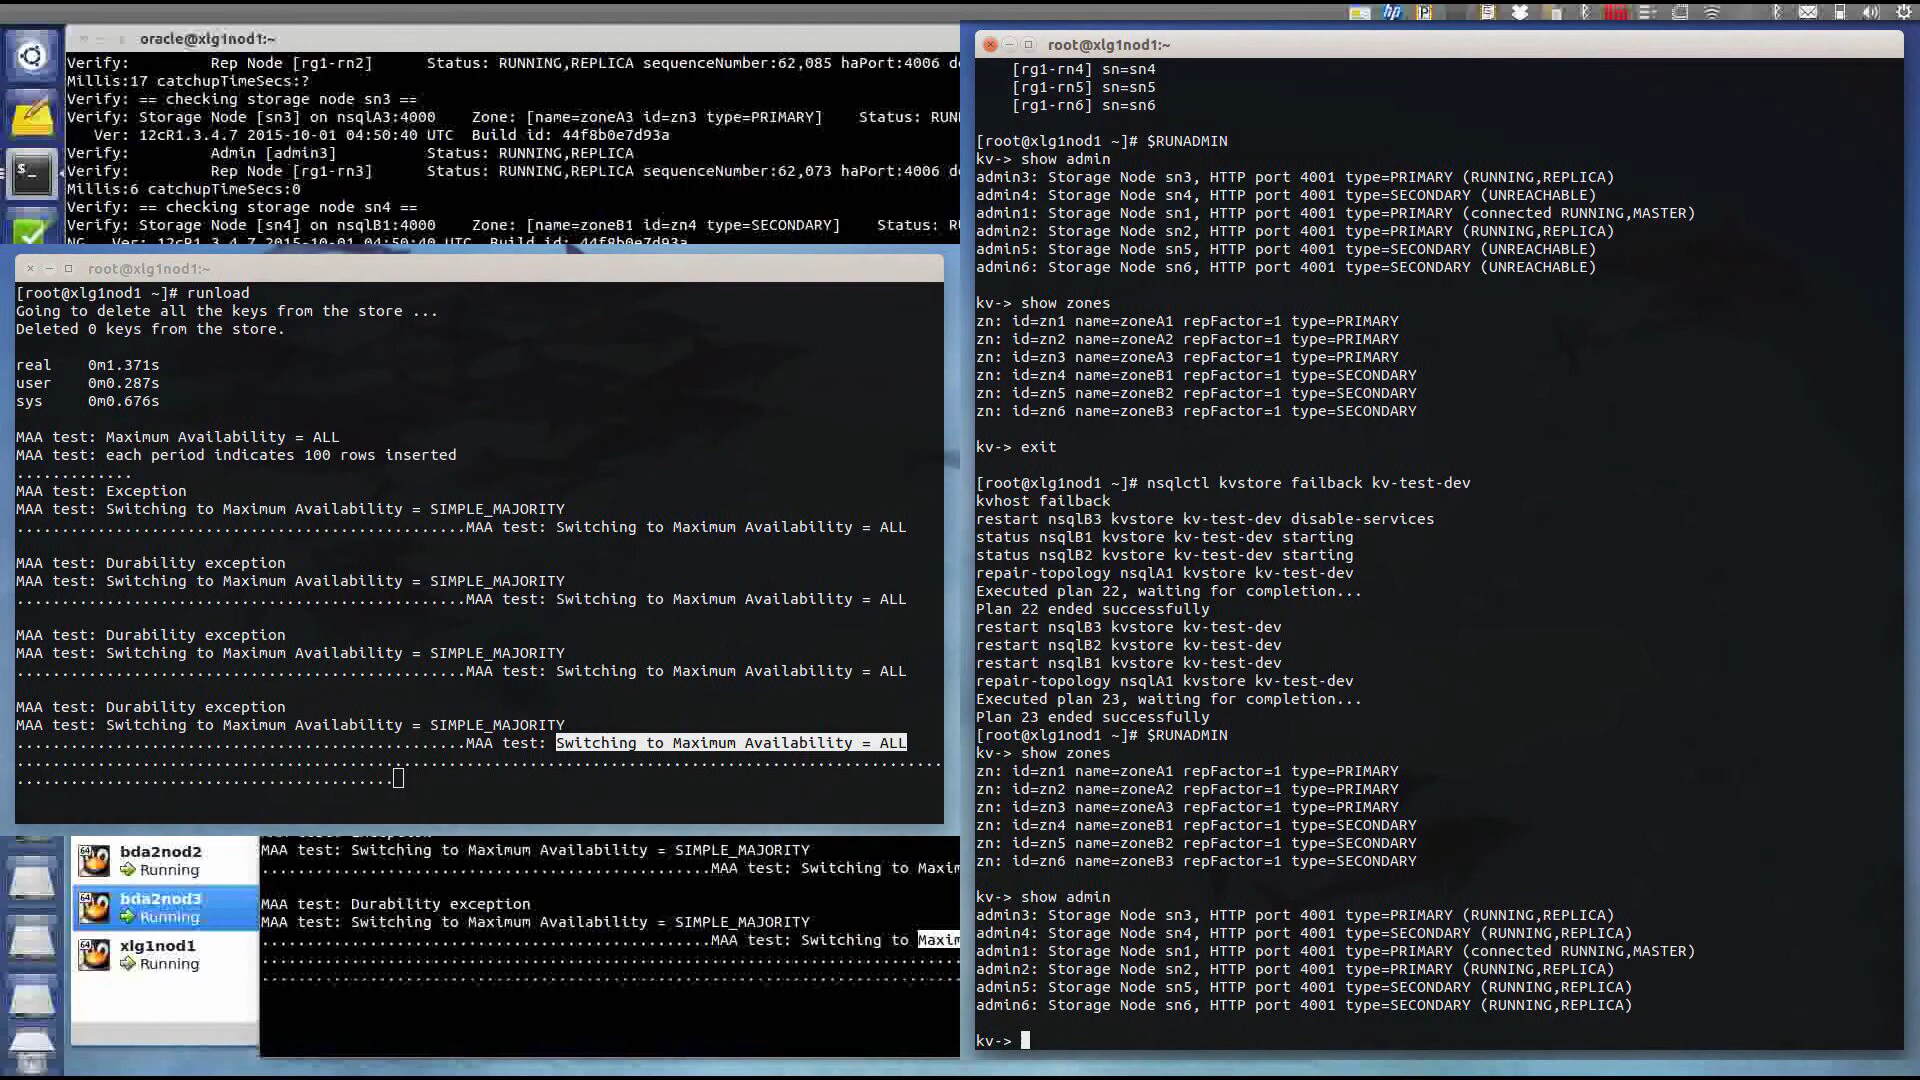 oracle@xlg1nod1:~
Verify:         Rep Node [rg1-rn2]      Status: RUNNING,REPLICA sequenceNumber:62,085 haPort:4006 de
Millis:17 catchupTimeSecs:?
Verify: == checking storage node sn3 ==
Verify: Storage Node [sn3] on nsqlA3:4000    Zone: [name=zoneA3 id=zn3 type=PRIMARY]    Status: RUN
   Ver: 12cR1.3.4.7 2015-10-01 04:50:40 UTC  Build id: 44f8b0e7d93a
Verify:         Admin [admin3]          Status: RUNNING,REPLICA
Verify:         Rep Node [rg1-rn3]      Status: RUNNING,REPLICA sequenceNumber:62,073 haPort:4006 de
Millis:6 catchupTimeSecs:0
Verify: == checking storage node sn4 ==
Verify: Storage Node [sn4] on nsqlB1:4000    Zone: [name=zoneB1 id=zn4 type=SECONDARY]    Status: R
NG   Ver: 12cR1.3.4.7 2015-10-01 04:50:40 UTC  Build id: 44f8b0e7d93a
root@xlg1nod1:~
[root@xlg1nod1 ~]# runload
Going to delete all the keys from the store ...
Deleted 0 keys from the store.
real    0m1.371s
user    0m0.287s
sys     0m0.676s
MAA test: Maximum Availability = ALL
MAA test: each period indicates 100 rows inserted
.............
MAA test: Exception
MAA test: Switching to Maximum Availability = SIMPLE_MAJORITY
..................................................MAA test: Switching to Maximum Availability = ALL
MAA test: Durability exception
MAA test: Switching to Maximum Availability = SIMPLE_MAJORITY
..................................................MAA test: Switching to Maximum Availability = ALL
MAA test: Durability exception
MAA test: Switching to Maximum Availability = SIMPLE_MAJORITY
..................................................MAA test: Switching to Maximum Availability = ALL
MAA test: Durability exception
MAA test: Switching to Maximum Availability = SIMPLE_MAJORITY
..................................................MAA test: Switching to Maximum Availability = ALL
.......................................................................................................
..........................................
bda2nod2
Running
bda2nod3
Running
xlg1nod1
Running
MAA test: Switching to Maximum Availability = SIMPLE_MAJORITY
..................................................MAA test: Switching to Maxim
MAA test: Durability exception
MAA test: Switching to Maximum Availability = SIMPLE_MAJORITY
..................................................MAA test: Switching to Maxim
..............................................................................
..............................................................................
root@xlg1nod1:~
[rg1-rn4] sn=sn4
[rg1-rn5] sn=sn5
[rg1-rn6] sn=sn6
[root@xlg1nod1 ~]# $RUNADMIN
kv-> show admin
admin3: Storage Node sn3, HTTP port 4001 type=PRIMARY (RUNNING,REPLICA)
admin4: Storage Node sn4, HTTP port 4001 type=SECONDARY (UNREACHABLE)
admin1: Storage Node sn1, HTTP port 4001 type=PRIMARY (connected RUNNING,MASTER)
admin2: Storage Node sn2, HTTP port 4001 type=PRIMARY (RUNNING,REPLICA)
admin5: Storage Node sn5, HTTP port 4001 type=SECONDARY (UNREACHABLE)
admin6: Storage Node sn6, HTTP port 4001 type=SECONDARY (UNREACHABLE)
kv-> show zones
zn: id=zn1 name=zoneA1 repFactor=1 type=PRIMARY
zn: id=zn2 name=zoneA2 repFactor=1 type=PRIMARY
zn: id=zn3 name=zoneA3 repFactor=1 type=PRIMARY
zn: id=zn4 name=zoneB1 repFactor=1 type=SECONDARY
zn: id=zn5 name=zoneB2 repFactor=1 type=SECONDARY
zn: id=zn6 name=zoneB3 repFactor=1 type=SECONDARY
kv-> exit
[root@xlg1nod1 ~]# nsqlctl kvstore failback kv-test-dev
kvhost failback
restart nsqlB3 kvstore kv-test-dev disable-services
status nsqlB1 kvstore kv-test-dev starting
status nsqlB2 kvstore kv-test-dev starting
repair-topology nsqlA1 kvstore kv-test-dev
Executed plan 22, waiting for completion...
Plan 22 ended successfully
restart nsqlB3 kvstore kv-test-dev
restart nsqlB2 kvstore kv-test-dev
restart nsqlB1 kvstore kv-test-dev
repair-topology nsqlA1 kvstore kv-test-dev
Executed plan 23, waiting for completion...
Plan 23 ended successfully
[root@xlg1nod1 ~]# $RUNADMIN
kv-> show zones
zn: id=zn1 name=zoneA1 repFactor=1 type=PRIMARY
zn: id=zn2 name=zoneA2 repFactor=1 type=PRIMARY
zn: id=zn3 name=zoneA3 repFactor=1 type=PRIMARY
zn: id=zn4 name=zoneB1 repFactor=1 type=SECONDARY
zn: id=zn5 name=zoneB2 repFactor=1 type=SECONDARY
zn: id=zn6 name=zoneB3 repFactor=1 type=SECONDARY
kv-> show admin
admin3: Storage Node sn3, HTTP port 4001 type=PRIMARY (RUNNING,REPLICA)
admin4: Storage Node sn4, HTTP port 4001 type=SECONDARY (RUNNING,REPLICA)
admin1: Storage Node sn1, HTTP port 4001 type=PRIMARY (connected RUNNING,MASTER)
admin2: Storage Node sn2, HTTP port 4001 type=PRIMARY (RUNNING,REPLICA)
admin5: Storage Node sn5, HTTP port 4001 type=SECONDARY (RUNNING,REPLICA)
admin6: Storage Node sn6, HTTP port 4001 type=SECONDARY (RUNNING,REPLICA)
kv->